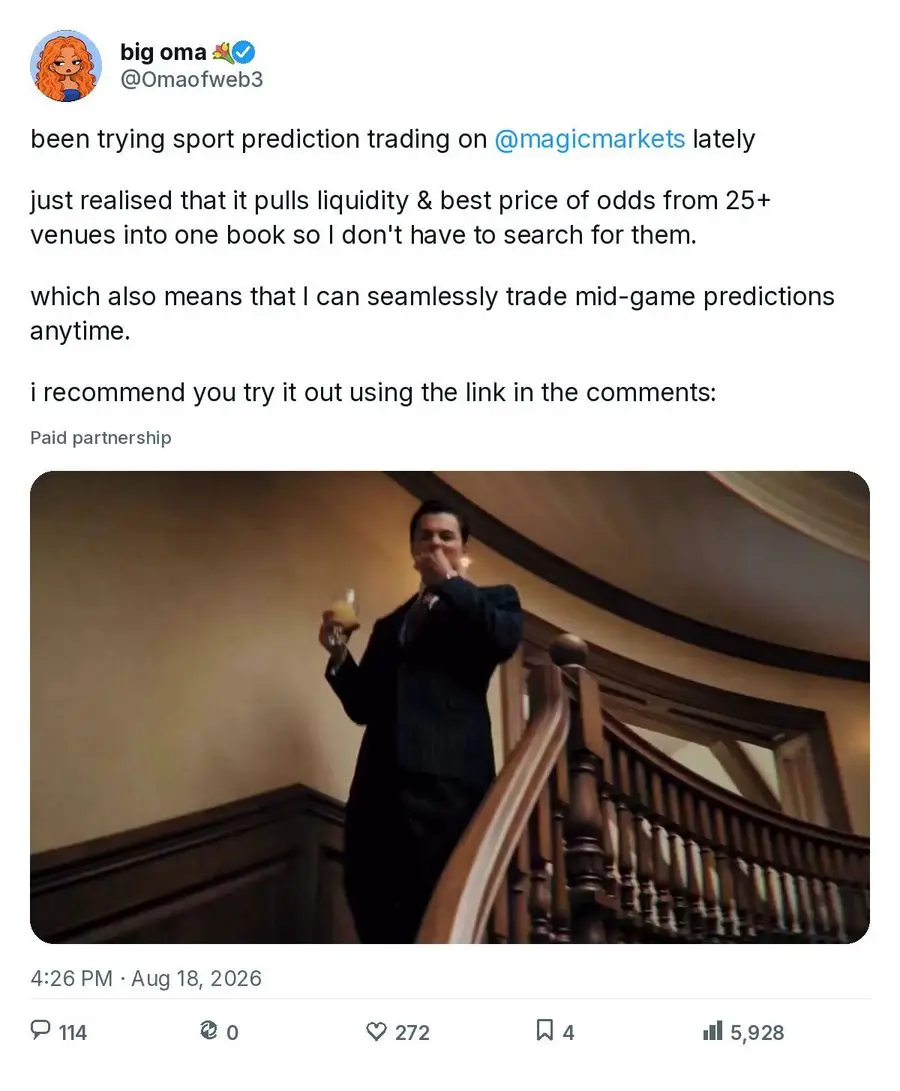 big oma
@Omaofweb3
been trying sport prediction trading on @magicmarkets lately
just realised that it pulls liquidity & best price of odds from 25+
venues into one book so I don't have to search for them.
which also means that I can seamlessly trade mid-game predictions
anytime.
i recommend you try it out using the link in the comments:
Paid partnership
4:26 PM · Aug 18, 2026
114 0 272 4 5,928